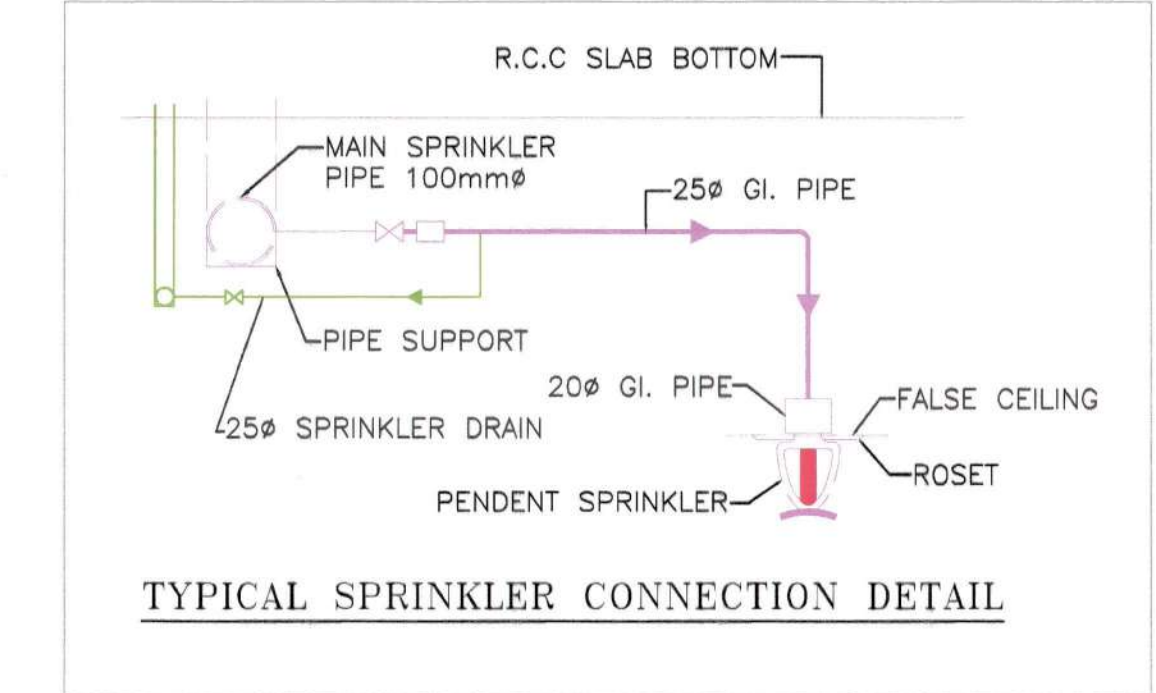 R.C.C SLAB BOTTOM
MAIN SPRINKLER
PIPE 100mmø
25ø GI. PIPE
PIPE SUPPORT
20ø GI. PIPE
FALSE CEILING
25ø SPRINKLER DRAIN
ROSET
PENDENT SPRINKLER
TYPICAL SPRINKLER CONNECTION DETAIL